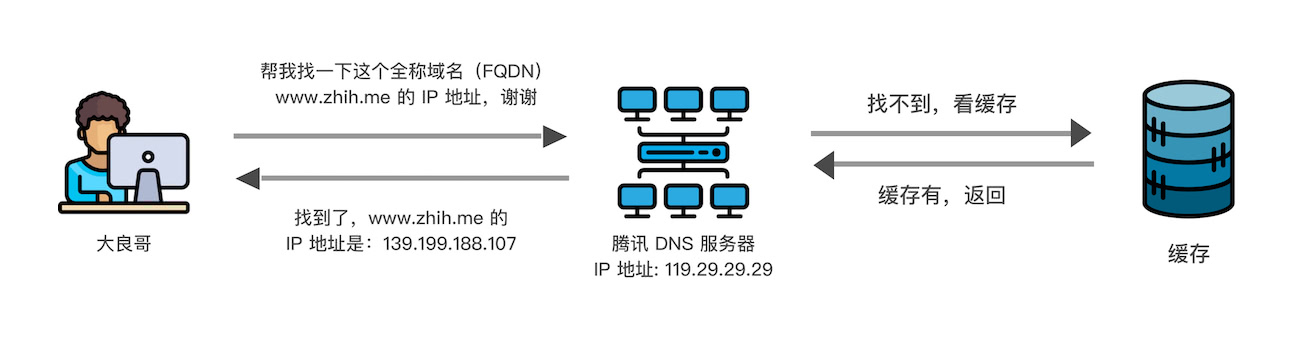 帮我找一下这个全称域名（FQDN）
www.zhih.me 的 IP 地址，谢谢
找到了，www.zhih.me 的
IP 地址是：139.199.188.107
大良哥
腾讯 DNS 服务器
IP 地址: 119.29.29.29
找不到，看缓存
缓存有，返回
缓存